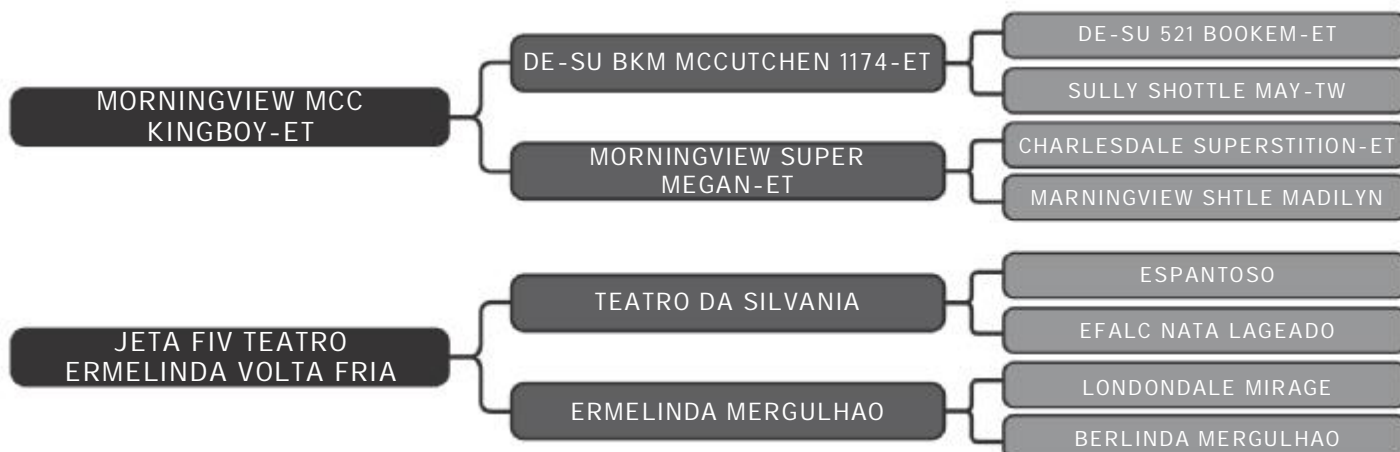 DE-SU 521 BOOKEM-ET
DE-SU BKM MCCUTCHEN 1174-ET
SULLY SHOTTLE MAY-TW
MORNINGVIEW MCC
KINGBOY-ET
CHARLESDALE SUPERSTITION-ET
MORNINGVIEW SUPER
MEGAN-ET
MARNINGVIEW SHTLE MADILYN
ESPANTOSO
TEATRO DA SILVANIA
EFALC NATA LAGEADO
JETA FIV TEATRO
ERMELINDA VOLTA FRIA
LONDONDALE MIRAGE
ERMELINDA MERGULHAO
BERLINDA MERGULHAO